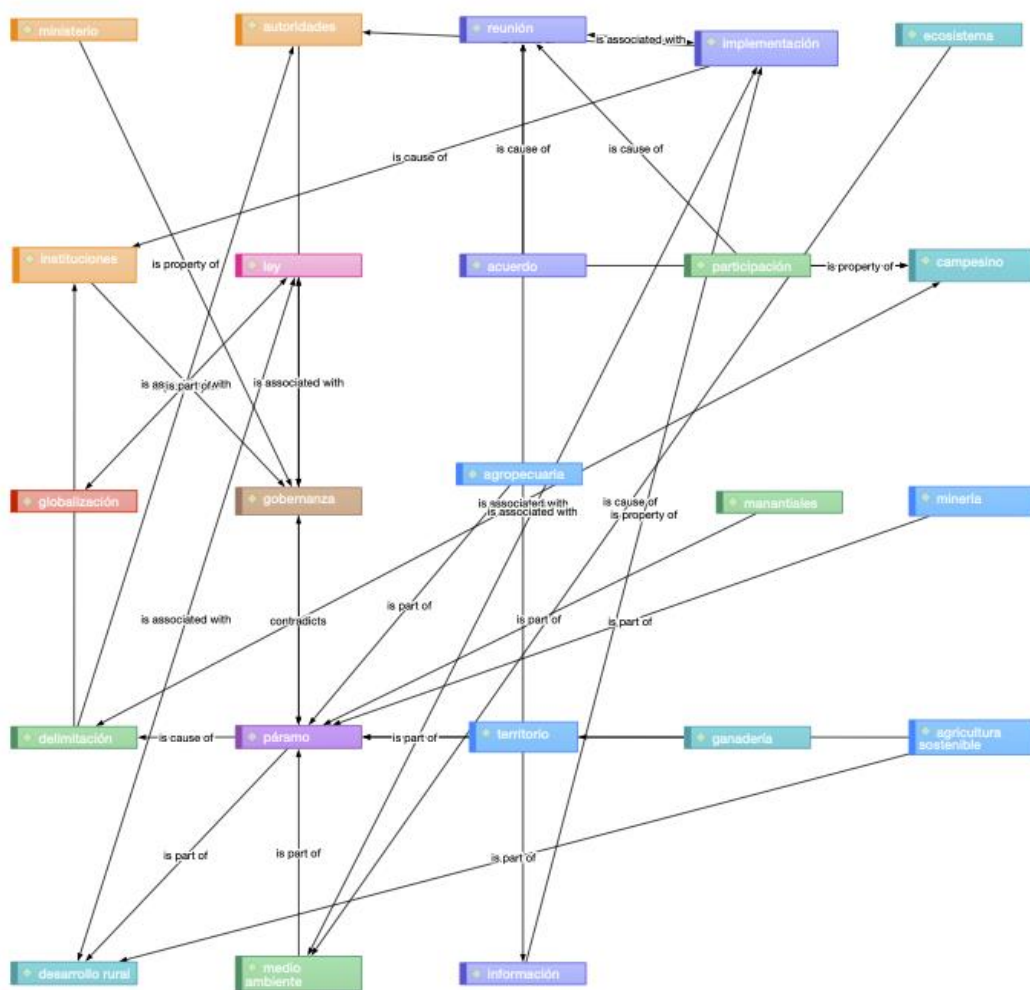 ministerio
autoridades
reunión
is associated with
Implementación
ecosistema
is cause of
is cause of
is cause of
instituciones
is property of
ley
acuerdo
participación
is property of
campesino
is part of
is associated with
agropecuaria
globalización
gobernanza
is associated with
is associated with
is cause of
is property of
manantiales
minería
is associated with
contradicts
is part of
is part of
is part of
delimitación
is cause of
páramo
is part of
territorio
ganadería
agricultura
sostenible
is part of
is part of
is part of
desarrollo rural
medio
ambiente
información